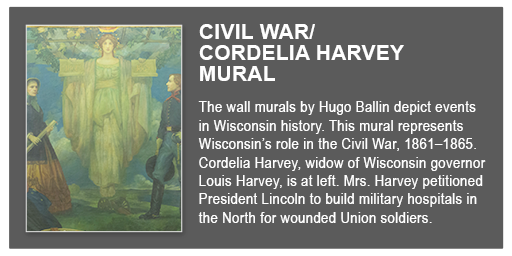 CIVIL WAR/
CORDELIA HARVEY
MURAL
The wall murals by Hugo Ballin depict events
in Wisconsin history. This mural represents
Wisconsin’s role in the Civil War, 1861–1865.
Cordelia Harvey, widow of Wisconsin governor
Louis Harvey, is at left. Mrs. Harvey petitioned
President Lincoln to build military hospitals in
the North for wounded Union soldiers.